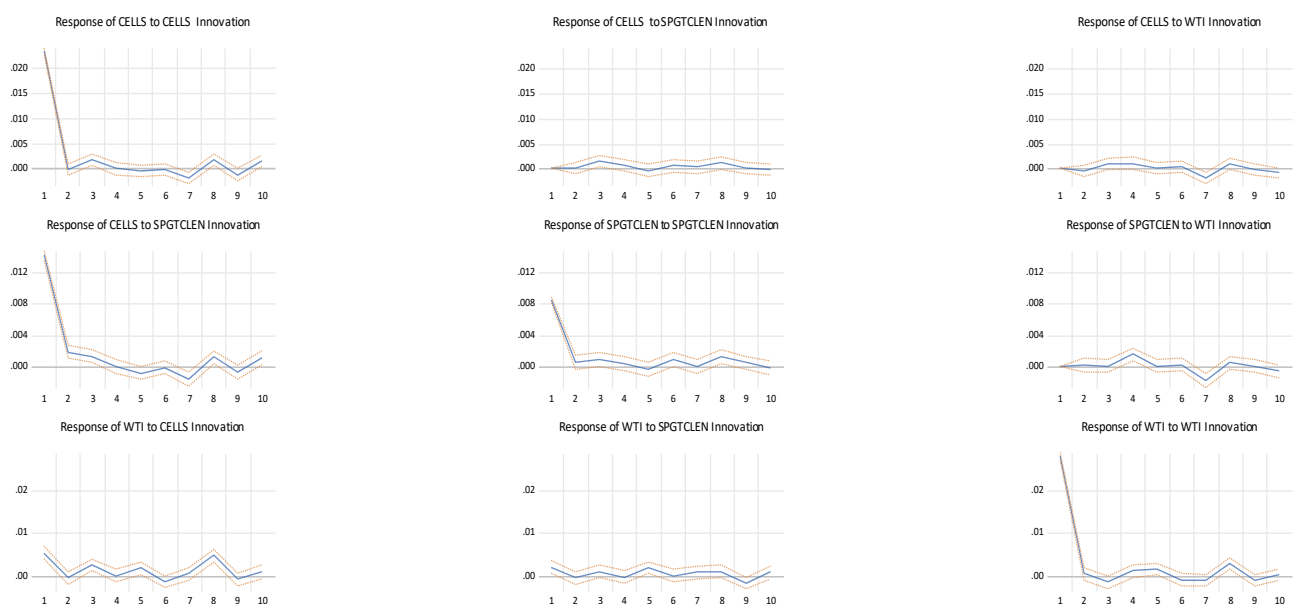 Response of CELLS to CELLS Innovation
.020
.015
.010
.005
.000
1 2 3 4 5 6 7 8 9 10
Response of CELLS to SPGTCLEN Innovation
.020
.015
.010
.005
.000
1 2 3 4 5 6 7 8 9 10
Response of CELLS to WTI Innovation
.020
.015
.010
.005
.000
1 2 3 4 5 6 7 8 9 10
Response of CELLS to SPGTCLEN Innovation
.012
.008
.004
.000
1 2 3 4 5 6 7 8 9 10
Response of SPGTCLEN to SPGTCLEN Innovation
.012
.008
.004
.000
1 2 3 4 5 6 7 8 9 10
Response of SPGTCLEN to WTI Innovation
.012
.008
.004
.000
1 2 3 4 5 6 7 8 9 10
Response of WTI to CELLS Innovation
.02
.01
.00
1 2 3 4 5 6 7 8 9 10
Response of WTI to SPGTCLEN Innovation
.02
.01
.00
1 2 3 4 5 6 7 8 9 10
Response of WTI to WTI Innovation
.02
.01
.00
1 2 3 4 5 6 7 8 9 10